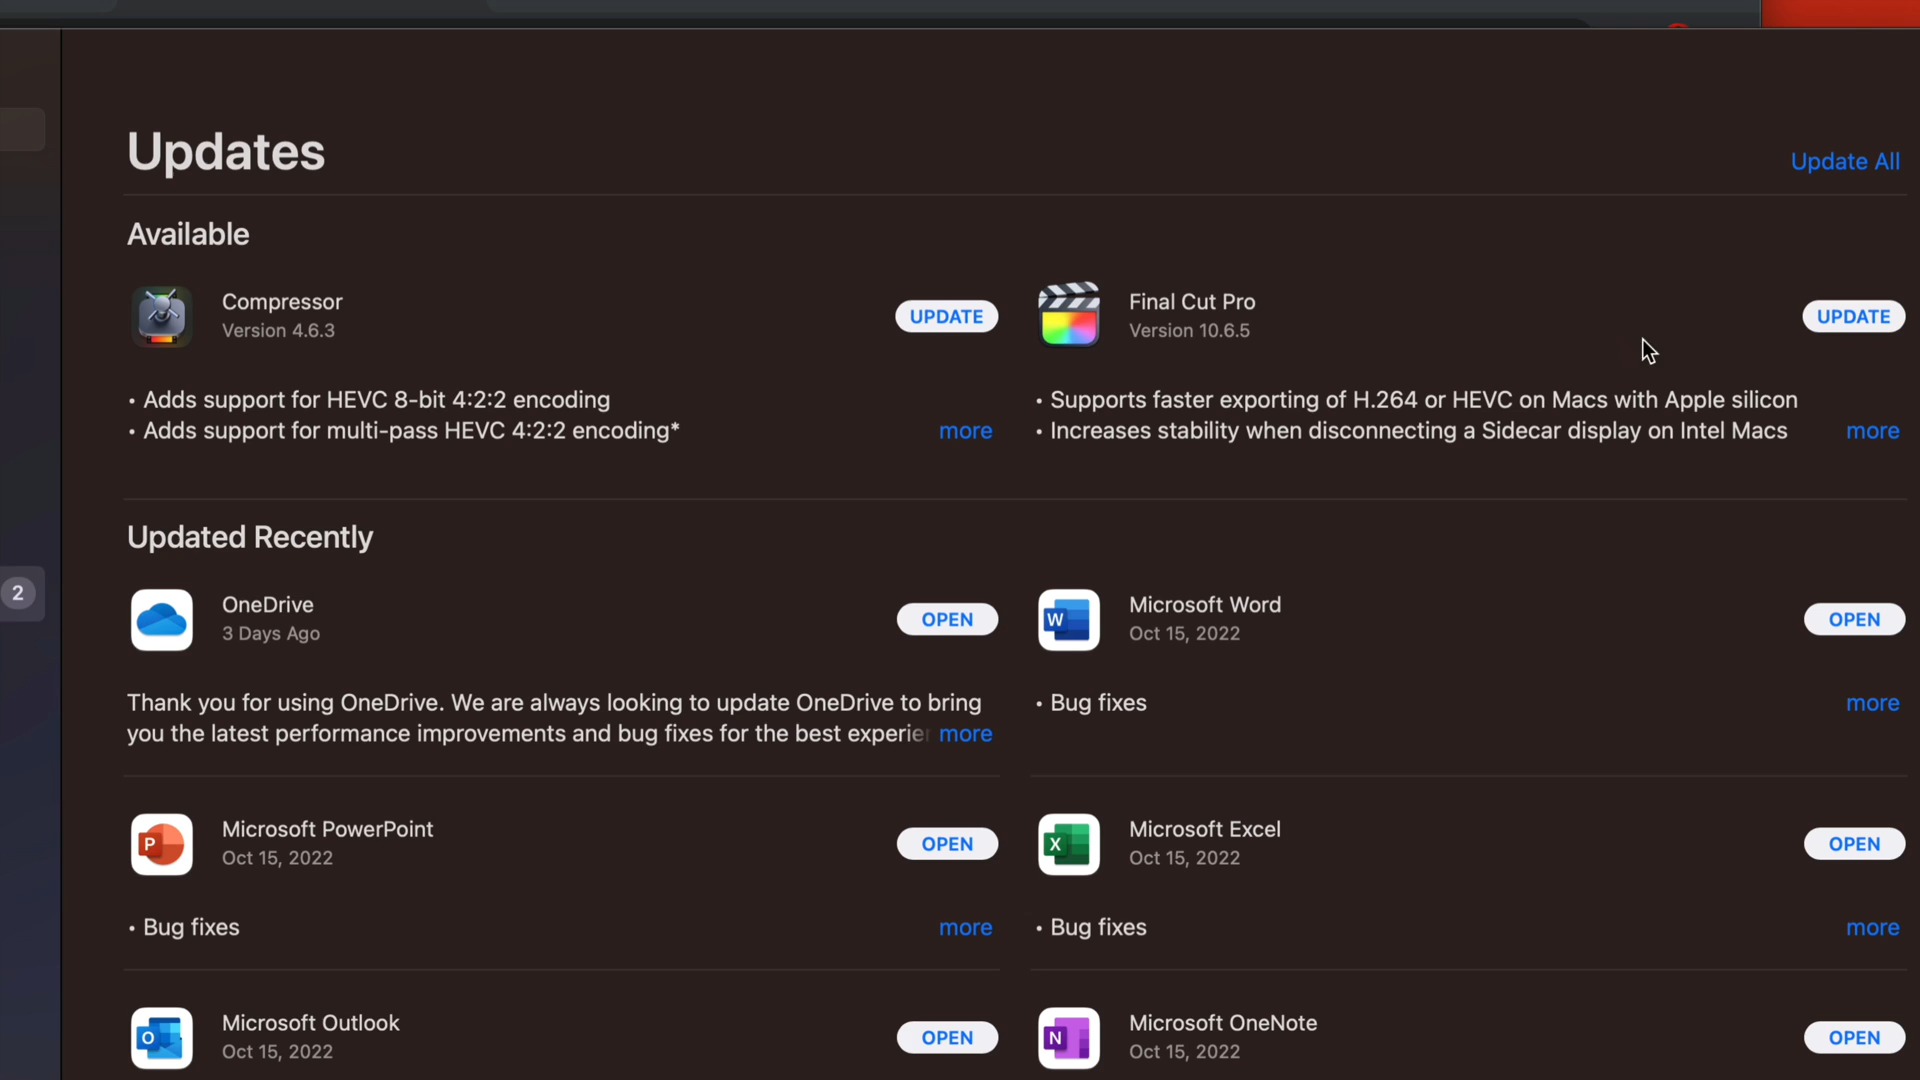 Updates
Update All
Available
Compressor
Version 4.6.3
UPDATE
• Adds support for HEVC 8-bit 4:2:2 encoding
• Adds support for multi-pass HEVC 4:2:2 encoding*
more
Final Cut Pro
Version 10.6.5
UPDATE
• Supports faster exporting of H.264 or HEVC on Macs with Apple silicon
• Increases stability when disconnecting a Sidecar display on Intel Macs
more
Updated Recently
2
OneDrive
3 Days Ago
OPEN
Thank you for using OneDrive. We are always looking to update OneDrive to bring
you the latest performance improvements and bug fixes for the best experier
more
Microsoft Word
Oct 15, 2022
OPEN
• Bug fixes
more
Microsoft PowerPoint
Oct 15, 2022
OPEN
• Bug fixes
more
Microsoft Excel
Oct 15, 2022
OPEN
• Bug fixes
more
Microsoft Outlook
Oct 15, 2022
OPEN
Microsoft OneNote
Oct 15, 2022
OPEN